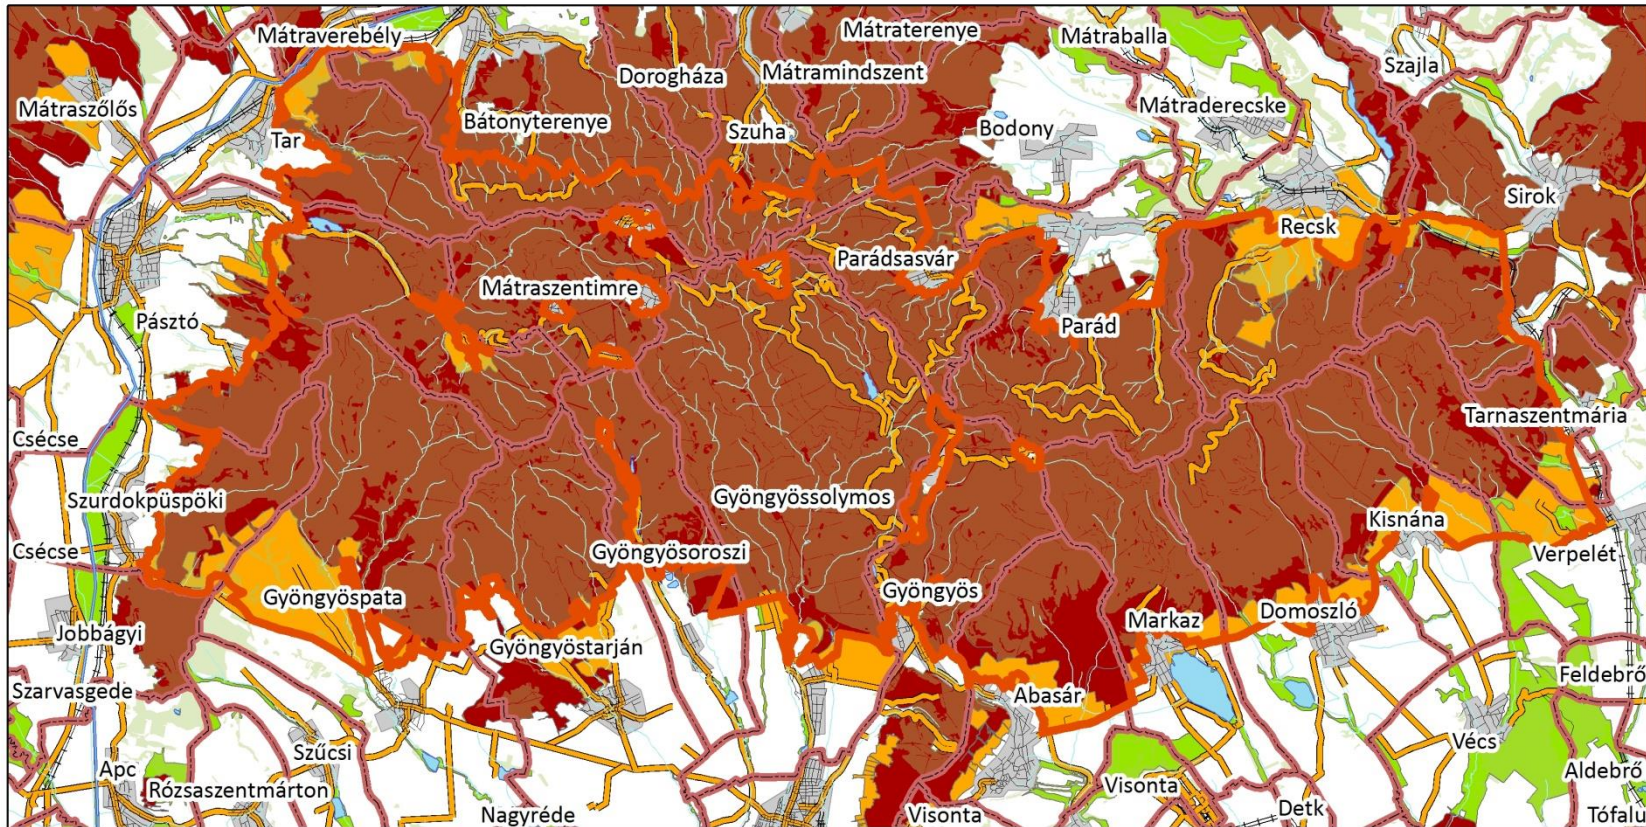 Mátraverebély
Mátraterenye
Mátraballa
Dorogháza
Mátramindszent
Szajla
Mátraszőlős
Mátraderecske
Bátonyterenye
Szuha
Bodony
Tar
Sirok
Recsk
Parádsasvár
Mátraszentimre
Pásztó
Parád
Tarnaszentmária
Csécse
Szurdokpüspöki
Gyöngyössolymos
Kisnána
Csécse
Gyöngyösoroszi
Verpelét
Gyöngyöspata
Gyöngyös
Domoszló
Markaz
Jobbágyi
Gyöngyöstarján
Feldebrő
Szarvasgede
Abasár
Szűcsi
Vécs
Apc
Aldebrő
Rózsaszentmárton
Visonta
Nagyréde
Visonta
Detk
Tófalu